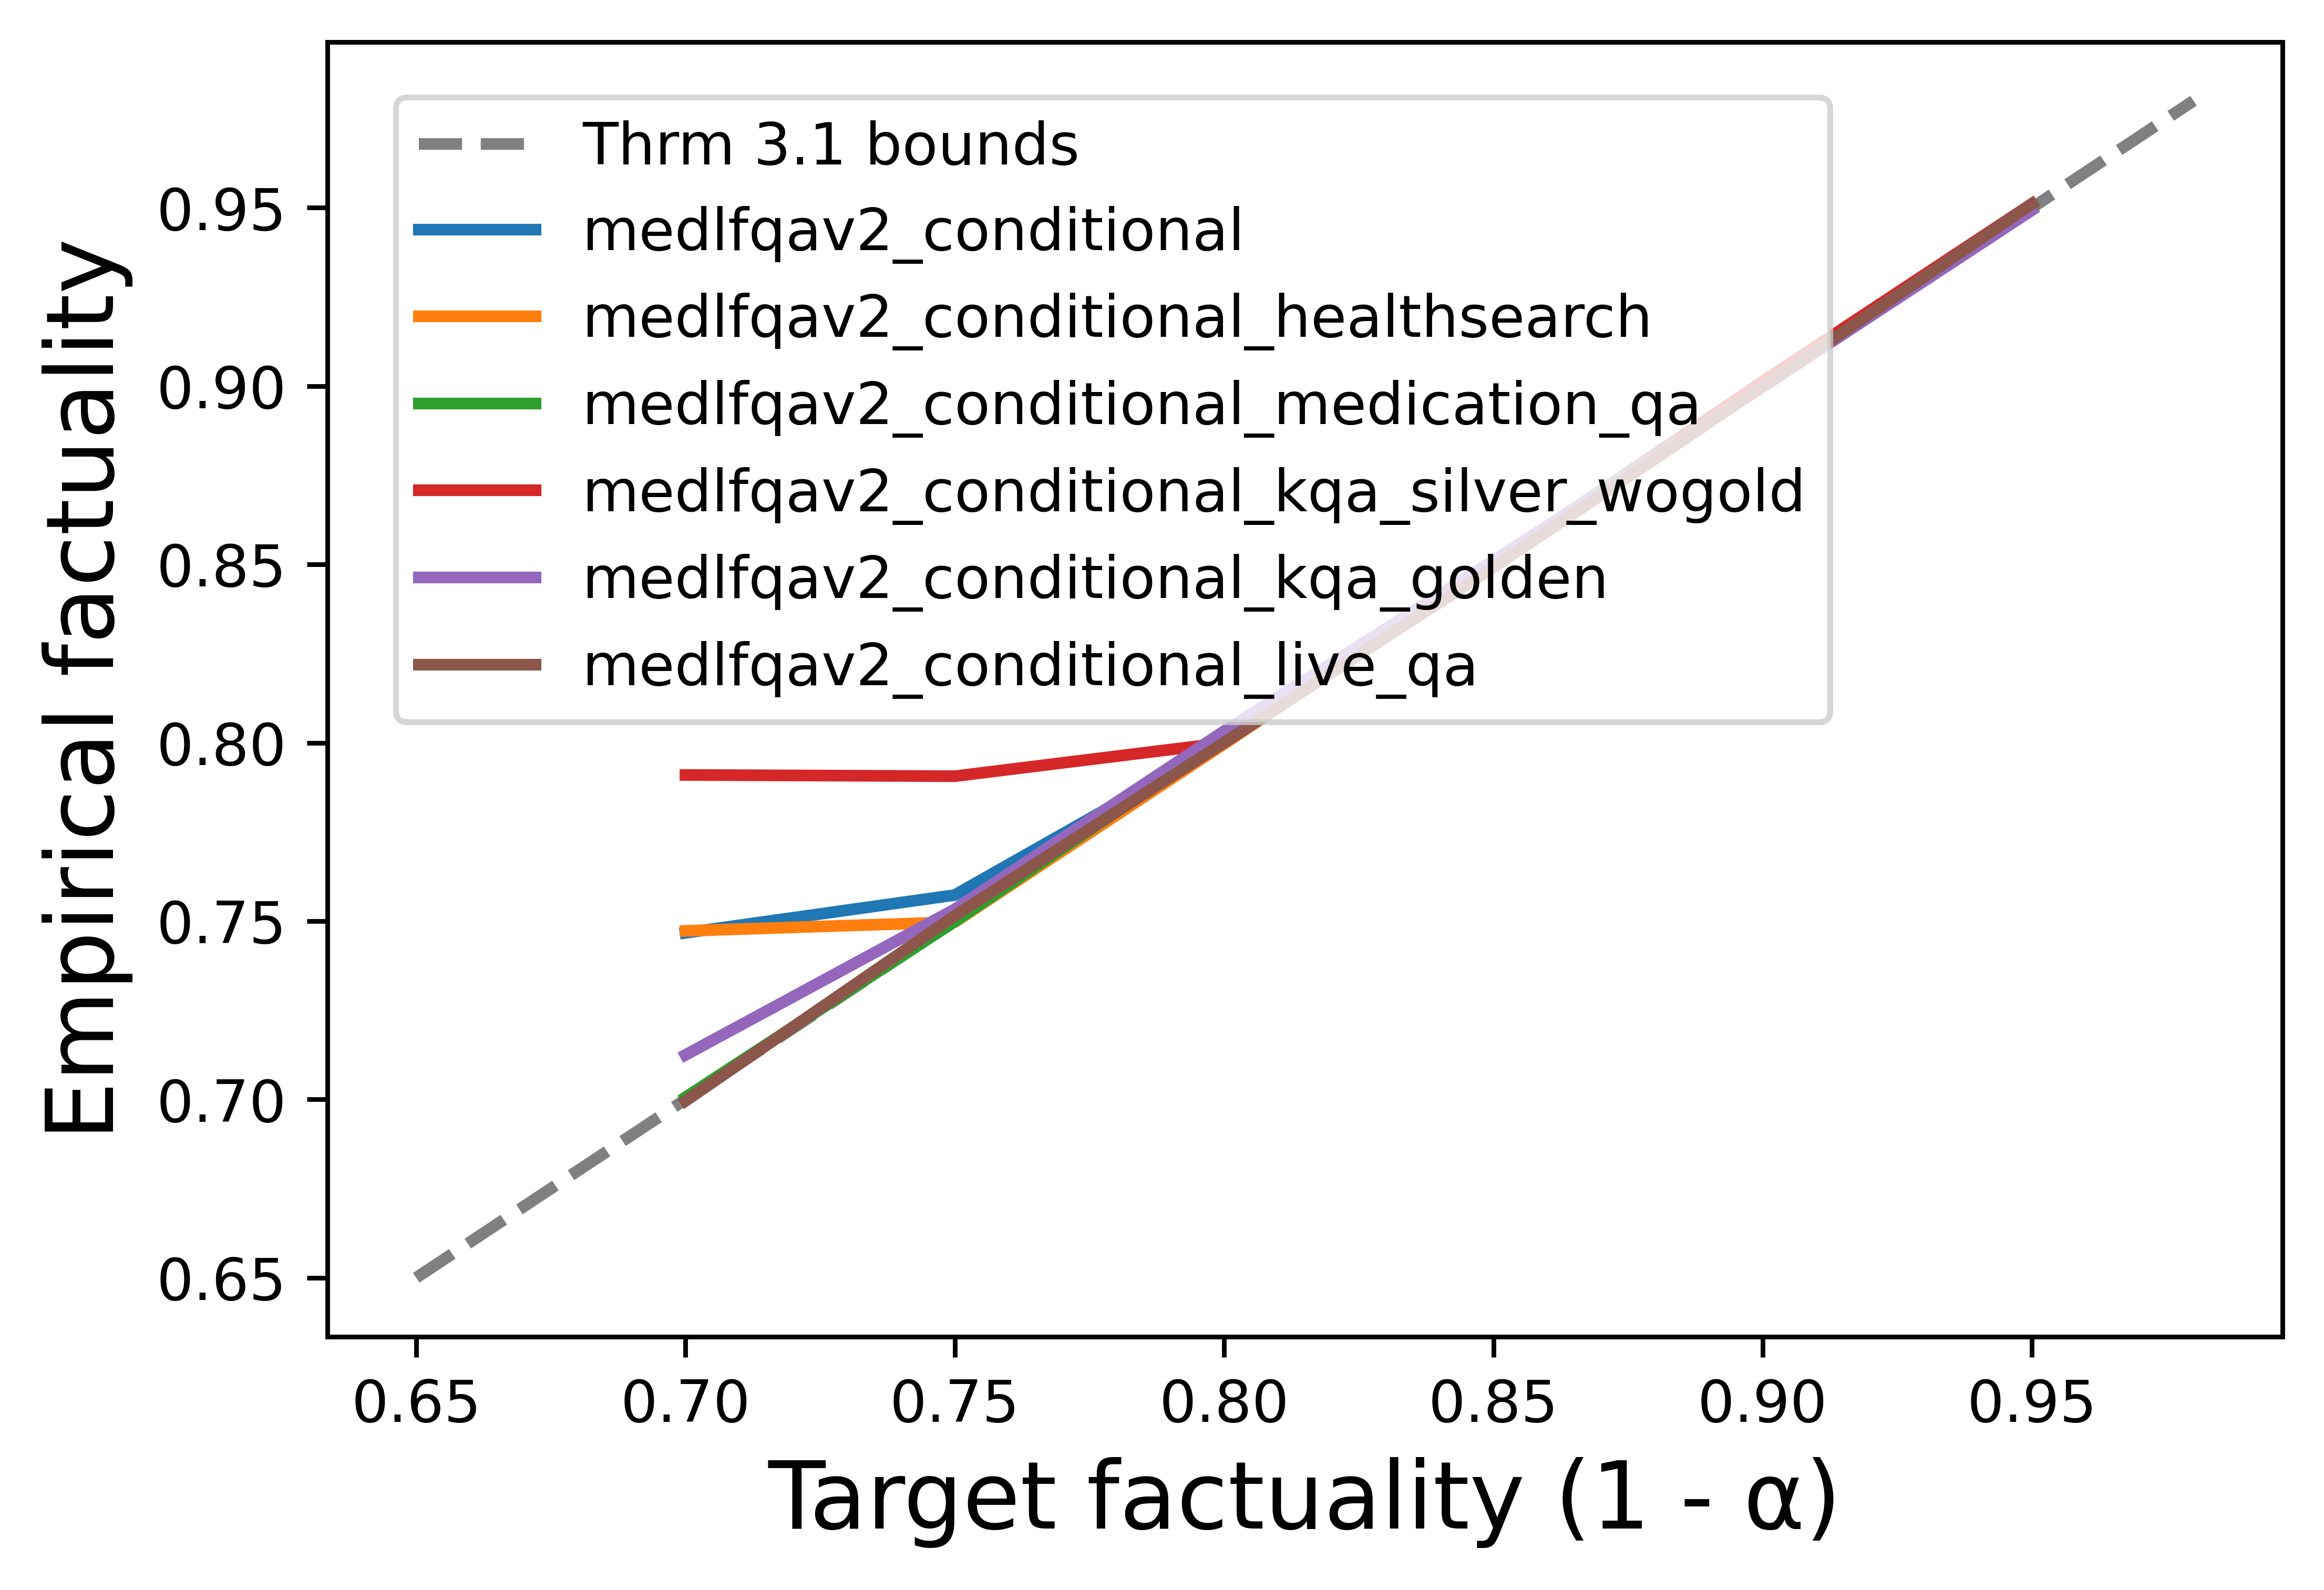 Empirical factuality
0.95
0.90
0.85
0.80
0.75
0.70
0.65
Thrm 3.1 bounds
medlfqav2_conditional
medlfqav2_conditional_healthsearch
medlfqav2_conditional_medication_qa
medlfqav2_conditional_kqa_silver_wogold
medlfqav2_conditional_kqa_golden
medlfqav2_conditional_live_qa
0.65 0.70 0.75 0.80 0.85 0.90 0.95
Target factuality (1 - α)